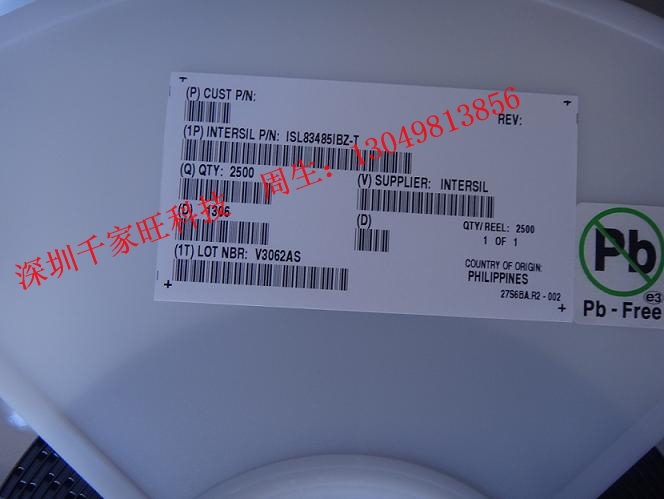 (P) CUST P/N:
REV:
(1P) INTERSIL P/N: ISL83485IBZ-T
(Q) QTY: 2500
(V) SUPPLIER: INTERSIL
(D) 1306
(D)
QTY/REEL: 2500
1 OF 1
(1T) LOT NBR: V3062AS
COUNTRY OF ORIGIN:
PHILIPPINES
27S6BA.R2 - 002
Pb
e3
Pb - Free
深圳千家旺科技 周生：13049813856